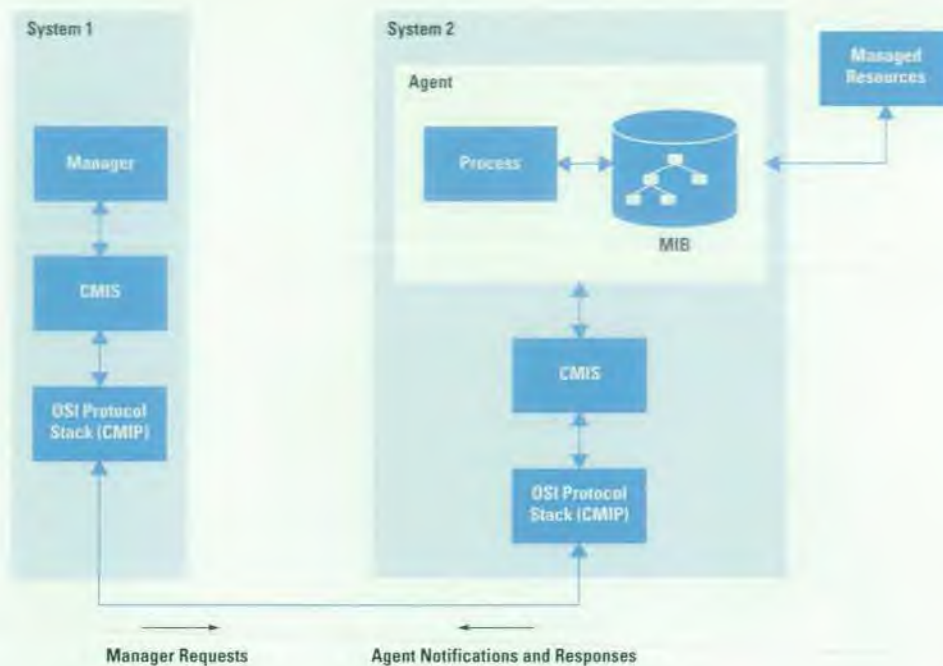 System 1
Manager
CMIS
OSI Protocol
Stack (CMIP)
System 2
Agent
Process
MIB
CMIS
OSI Protocol
Stack (CMIP)
Managed
Resources
Manager Requests
Agent Notifications and Responses